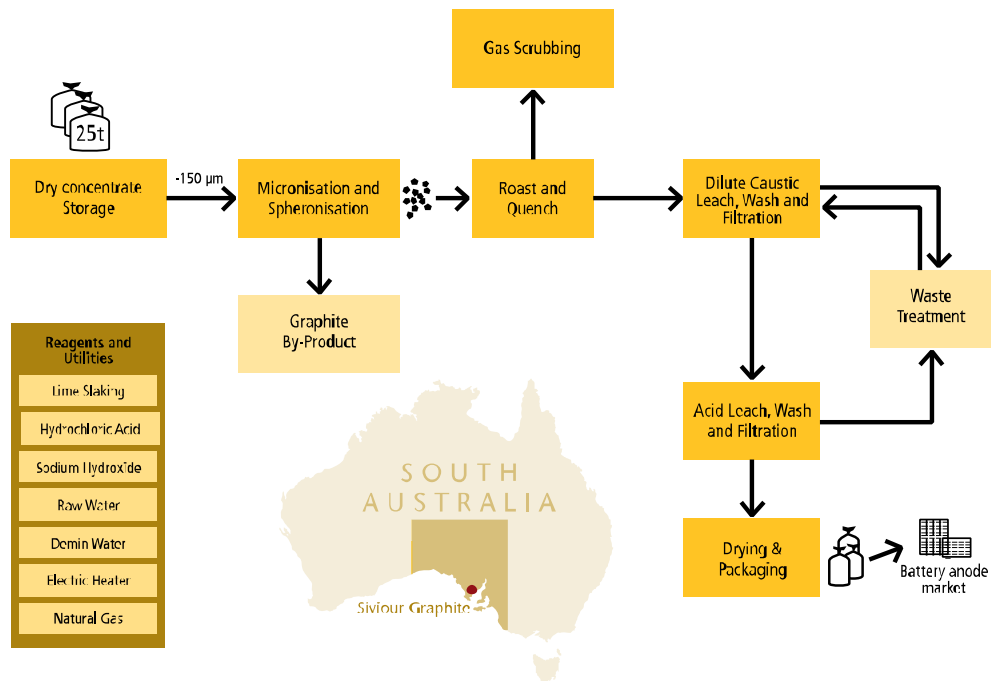 Gas Scrubbing
25t
Dry concentrate
Storage
-150 µm
Micronisation and
Spheronisation
Roast and
Quench
Dilute Caustic
Leach, Wash and
Filtration
Graphite
By-Product
Waste
Treatment
Reagents and
Utilities
Lime Slaking
Hydrochloric Acid
Sodium Hydroxide
Raw Water
Demin Water
Electric Heater
Natural Gas
SOUTH
AUSTRALIA
Siviour Graphite
Acid Leach, Wash
and Filtration
Drying &
Packaging
Battery anode
market